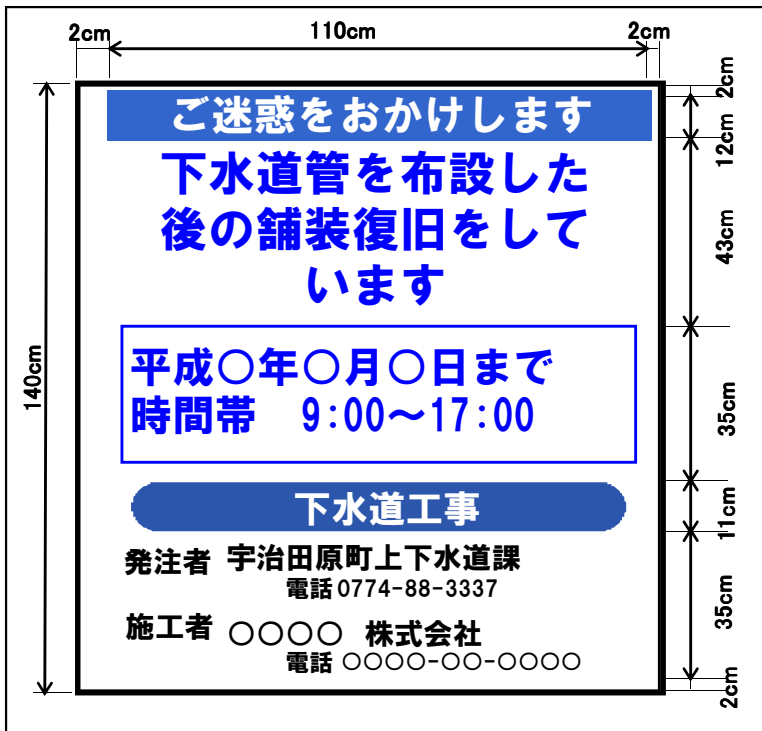 2cm 110cm 2cm
ご迷惑をおかけします
下水道管を布設した
後の舗装復旧をして
います
平成○年○月○日まで
時間帯 9:00～17:00
下水道工事
発注者 宇治田原町上下水道課
電話0774-88-3337
施工者 ○○○○ 株式会社
電話 ○○○○-○○-○○○○
140cm
2cm
12cm
43cm
35cm
11cm
35cm
2cm